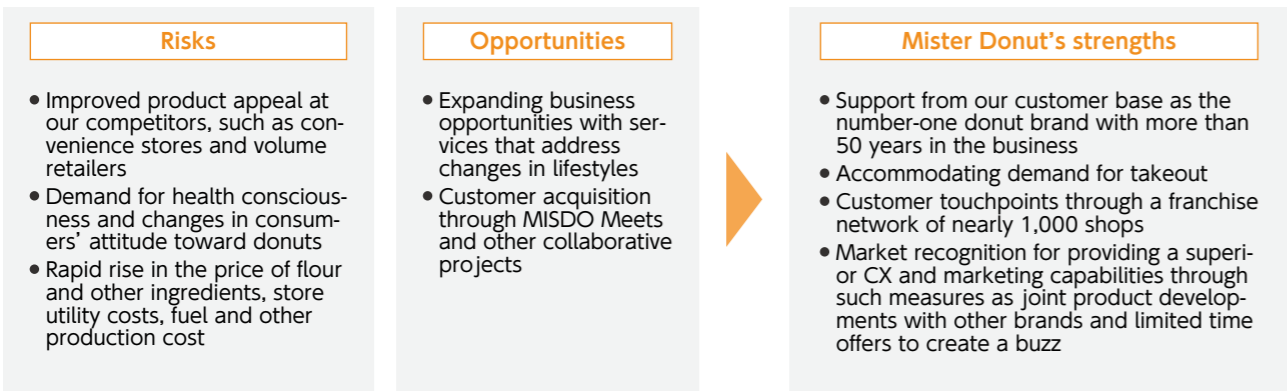 Risks
• Improved product appeal at
our competitors, such as con-
venience stores and volume
retailers
• Demand for health conscious-
ness and changes in consum-
ers’ attitude toward donuts
• Rapid rise in the price of flour
and other ingredients, store
utility costs, fuel and other
production cost
Opportunities
• Expanding business
opportunities with ser-
vices that address
changes in lifestyles
• Customer acquisition
through MISDO Meets
and other collaborative
projects
Mister Donut’s strengths
• Support from our customer base as the
number-one donut brand with more than
50 years in the business
• Accommodating demand for takeout
• Customer touchpoints through a franchise
network of nearly 1,000 shops
• Market recognition for providing a superi-
or CX and marketing capabilities through
such measures as joint product develop-
ments with other brands and limited time
offers to create a buzz